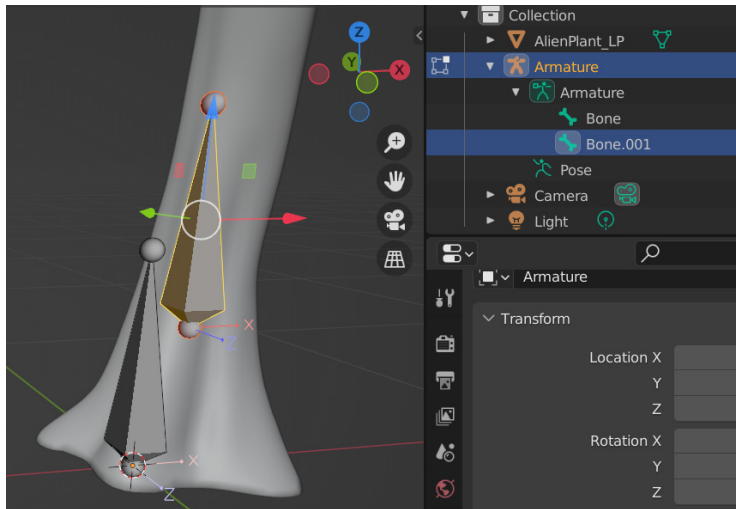 Collection
AlienPlant_LP
Armature
Armature
Bone
Bone.001
Pose
Camera
Light
Armature
Transform
Location X
Y
Z
Rotation X
Y
Z
Z
Y
X
X
Z
X
Z